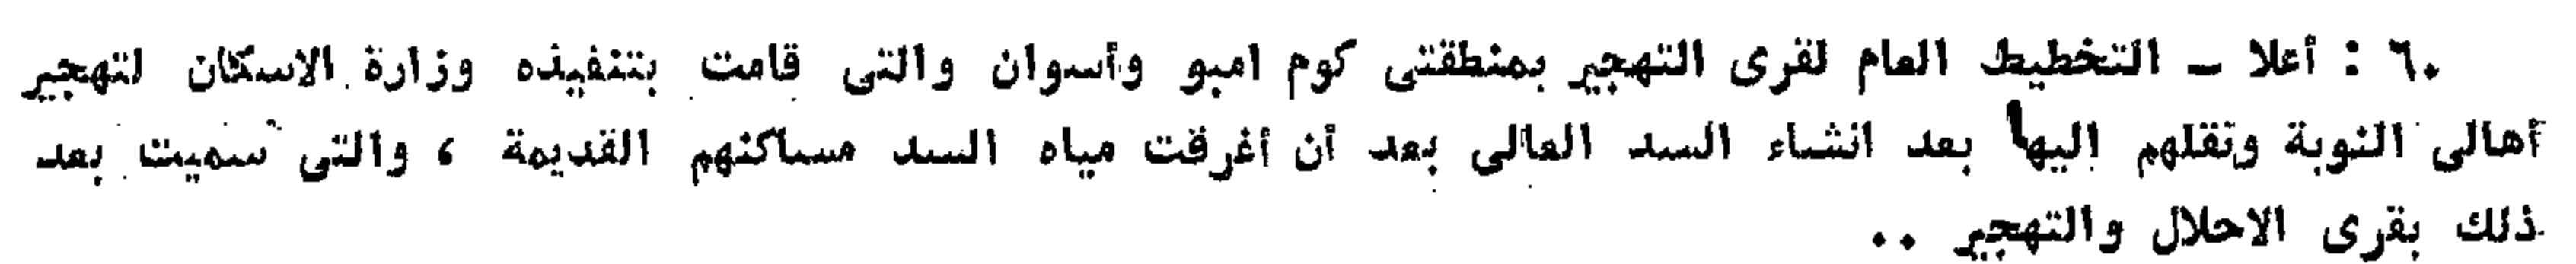 ٦٠ : أعلا ـ التخطيط العام لقرى التهجير بمنطقتى كوم امبو وأسوان والتى قامت بتنفيذه وزارة الاسكان لتهجير
أهالى النوبة ونقلهم اليها بعد انشاء السد العالى بعد أن أغرقت مياه السد مساكنهم القديمة ، والتى سميت بعد
ذلك بقرى الاحلال والتهجير ..